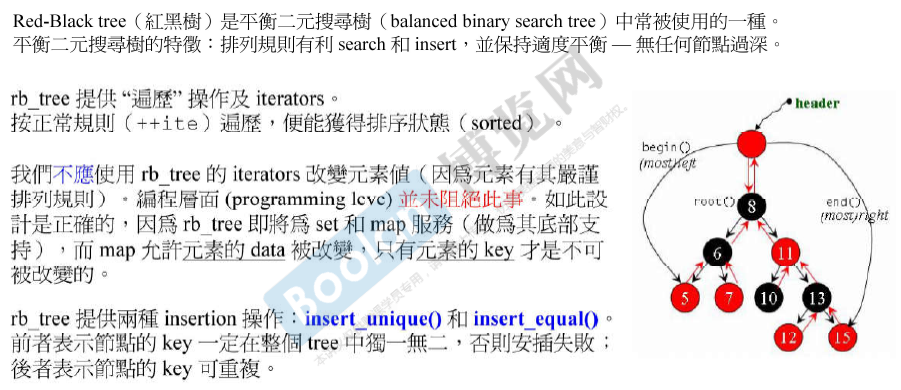 Red-Black tree（紅黑樹）是平衡二元搜尋樹（balanced binary search tree）中常被使用的一種。
平衡二元搜尋樹的特徵：排列規則有利 search 和 insert，並保持適度平衡 — 無任何節點過深。
rb_tree 提供 “遍歷” 操作及 iterators。
按正常規則（++ite）遍歷，便能獲得排序狀態（sorted）。
我們不應使用 rb_tree 的 iterators 改變元素值（因爲元素有其嚴謹
排列規則）。編程層面 (programming leve) 並未阻絕此事。如此設
計是正確的，因爲 rb_tree 即將爲 set 和 map 服務（做爲其底部支
持），而 map 允許元素的 data 被改變，只有元素的 key 才是不可
被改變的。
rb_tree 提供兩種 insertion 操作：insert_unique() 和 insert_equal()。
前者表示節點的 key 一定在整個 tree 中獨一無二，否則安插失敗；
後者表示節點的 key 可重複。
header
begin()
(most)left
root()
end()
(most)right
8
6
11
5
7
10
13
12
15
博览网